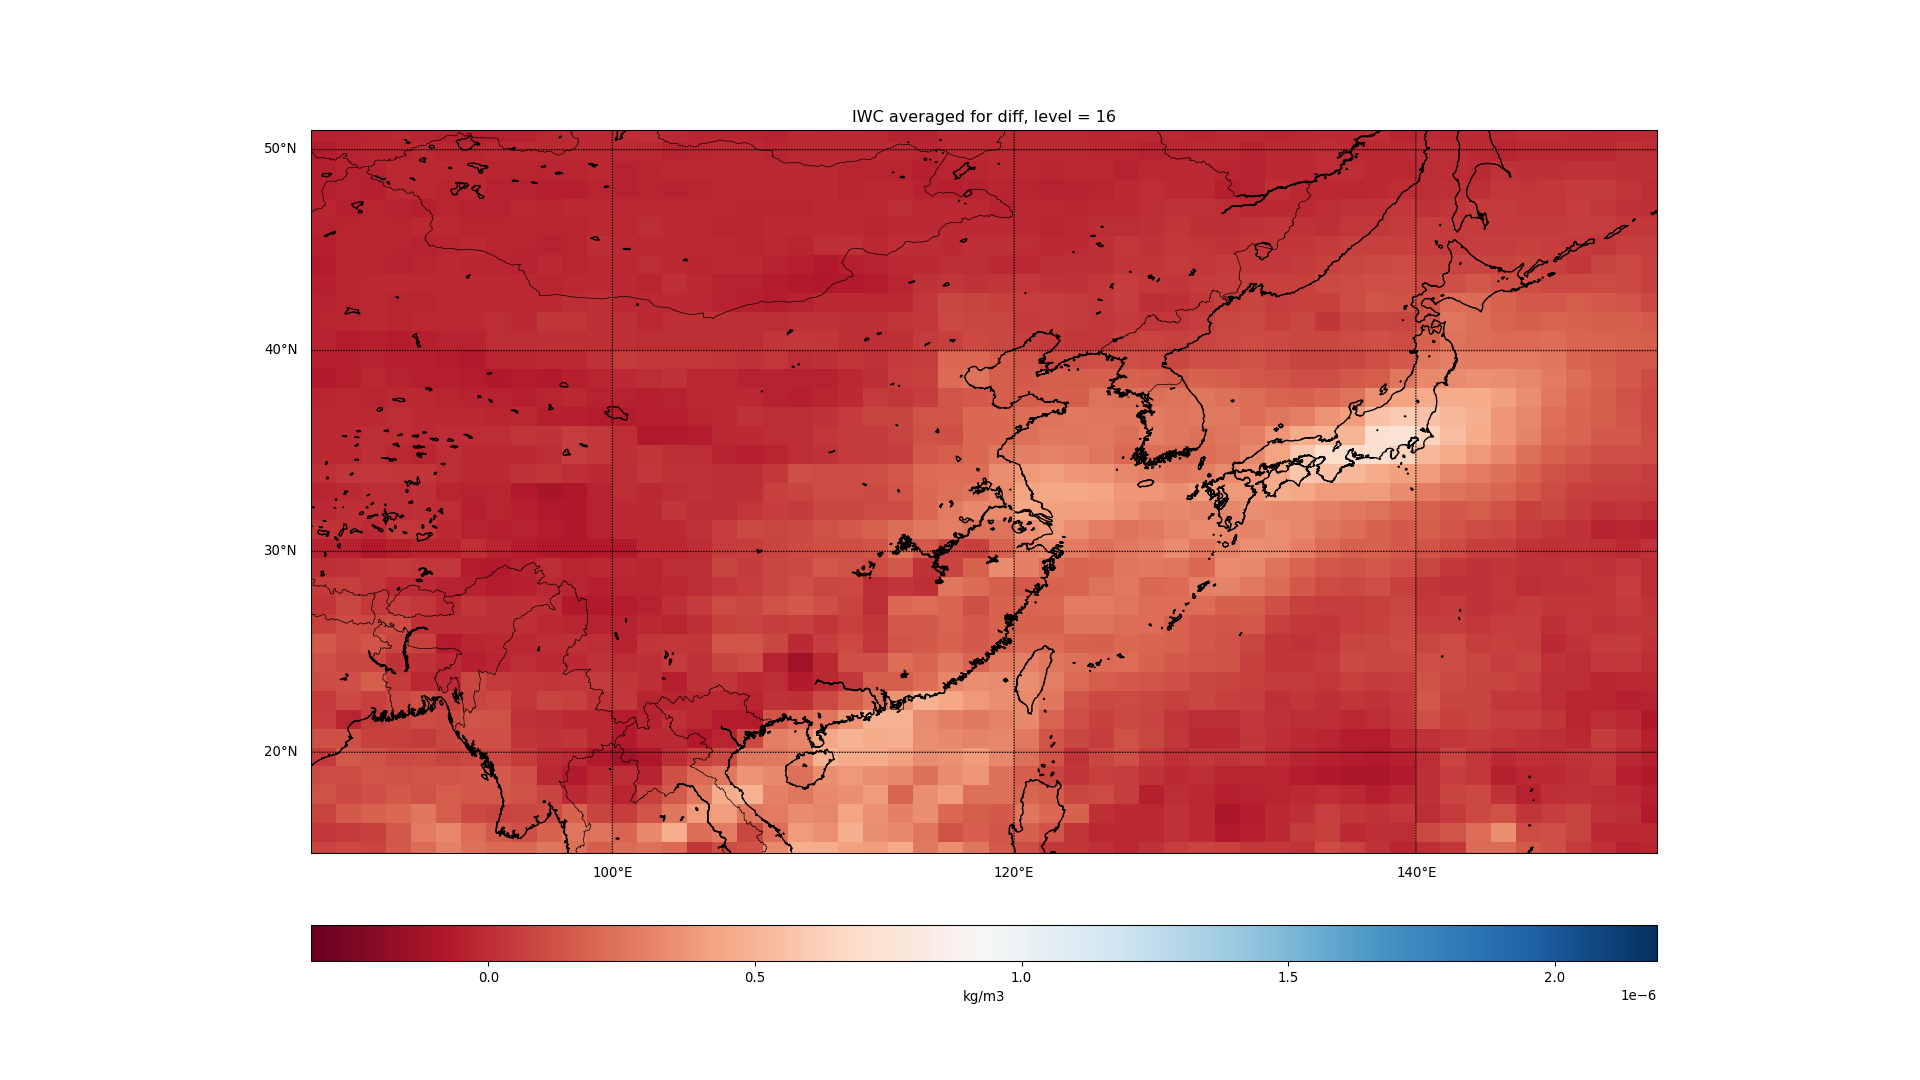 IWC averaged for diff, level = 16
50°N
40°N
30°N
20°N
100°E 120°E 140°E
0.0 0.5 1.0 1.5 2.0
kg/m3 1e−6